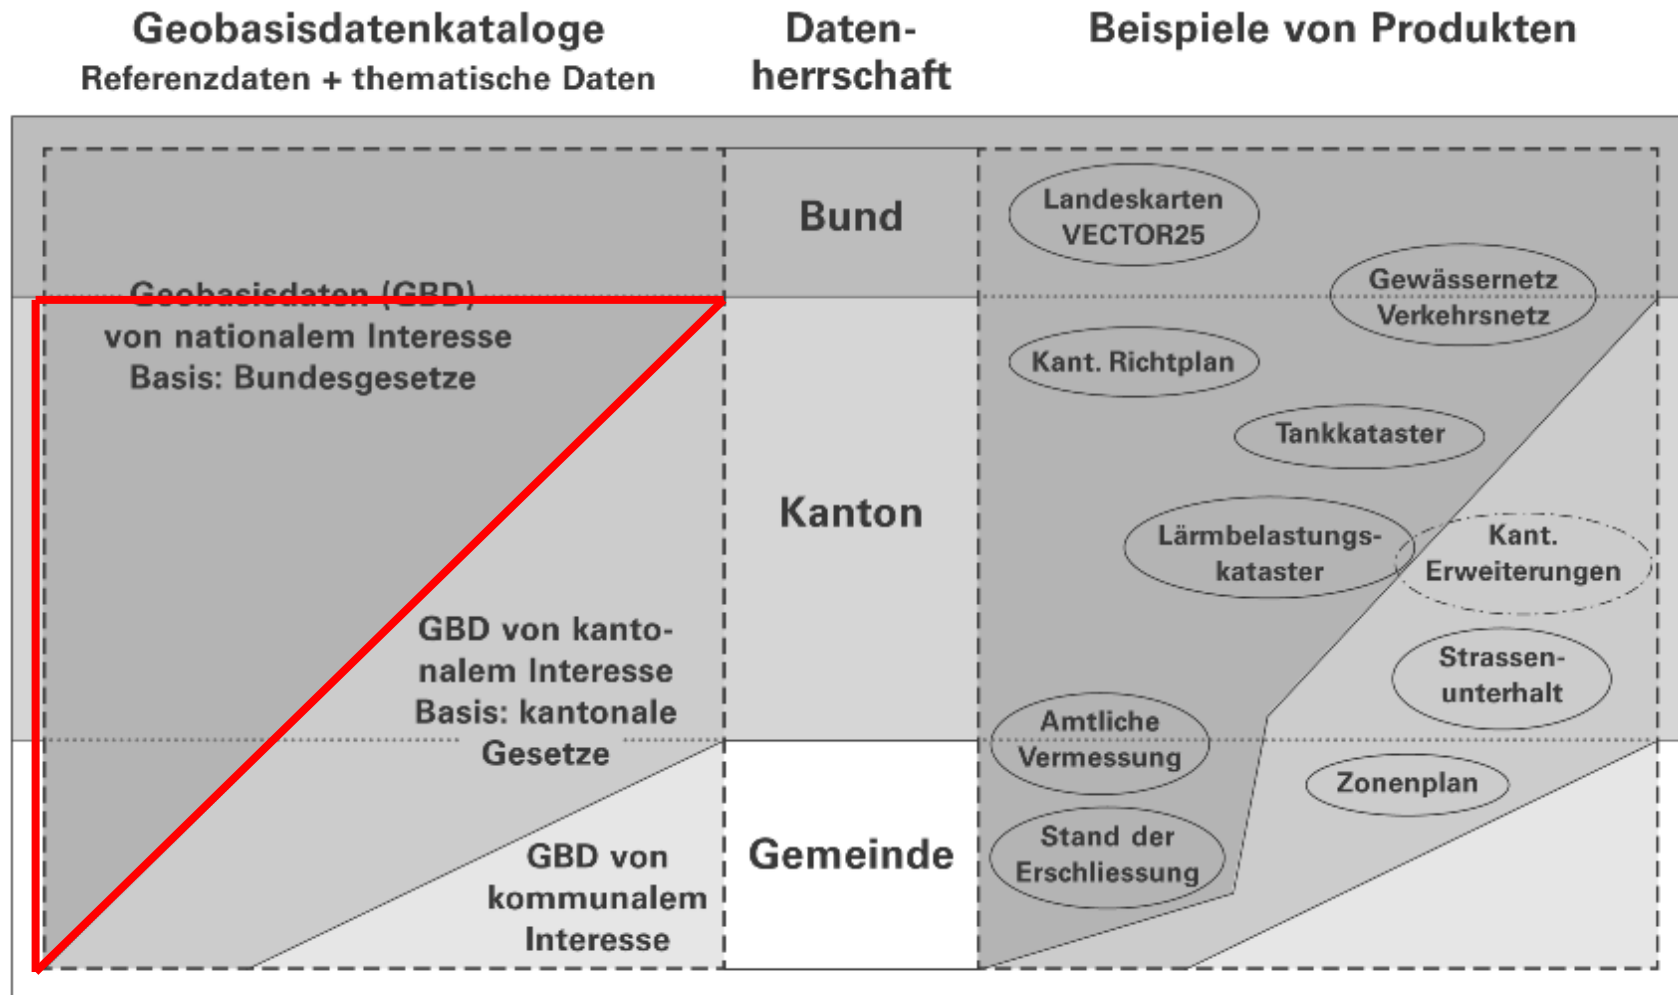 Geobasisdatenkataloge
Referenzdaten + thematische Daten
Daten-
herrschaft
Beispiele von Produkten
Geobasisdaten (GBD)
von nationalem Interesse
Basis: Bundesgesetze
GBD von kanto-
nalem Interesse
Basis: kantonale
Gesetze
GBD von
kommunalem
Interesse
Bund
Kanton
Gemeinde
Landeskarten
VECTOR25
Gewässernetz
Verkehrsnetz
Kant. Richtplan
Tankkataster
Lärmbelastungs-
kataster
Kant.
Erweiterungen
Strassen-
unterhalt
Amtliche
Vermessung
Zonenplan
Stand der
Erschliessung